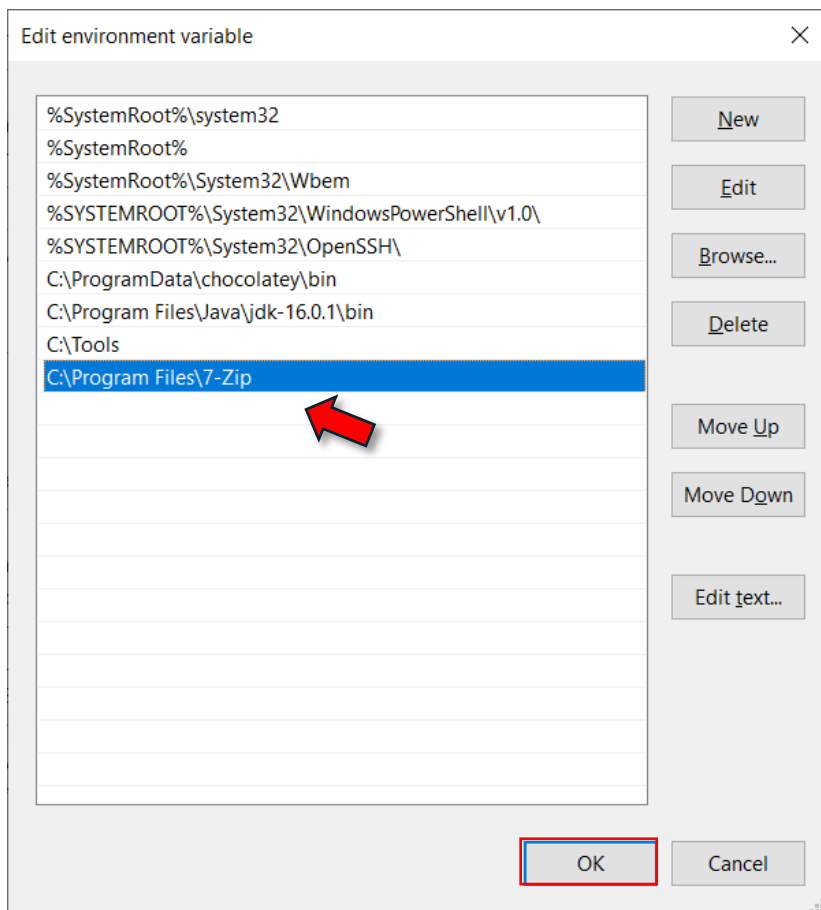 Edit environment variable
%SystemRoot%\system32
%SystemRoot%
%SystemRoot%\System32\Wbem
%SYSTEMROOT%\System32\WindowsPowerShell\v1.0\
%SYSTEMROOT%\System32\OpenSSH\
C:\ProgramData\chocolatey\bin
C:\Program Files\Java\jdk-16.0.1\bin
C:\Tools
C:\Program Files\7-Zip
New
Edit
Browse...
Delete
Move Up
Move Down
Edit text...
OK
Cancel